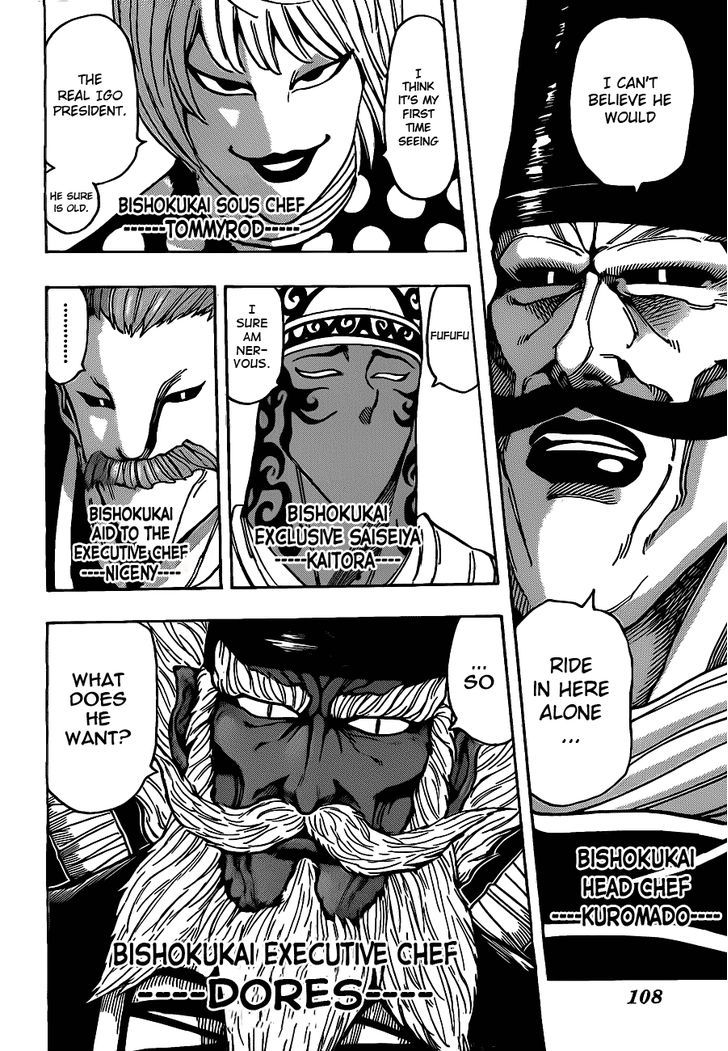 I CAN'T
BELIEVE HE
WOULD
RIDE
IN HERE
ALONE
...
BISHOKUKAI
HEAD CHEF
----KUROMADO----
I
THINK
IT'S MY
FIRST
TIME
SEEING
THE
REAL IGO
PRESIDENT.
HE SURE
IS OLD.
BISHOKUKAI SOUS CHEF
------TOMMYROD-----
FUFUFU
I
SURE
AM
NER-
VOUS.
BISHOKUKAI
EXCLUSIVE SAISEIYA
-----KAITORA----
..........
BISHOKUKAI
AID TO THE
EXECUTIVE CHEF
----NICENY----
...
SO
WHAT
DOES
HE
WANT?
BISHOKUKAI EXECUTIVE CHEF
----DORES----
108